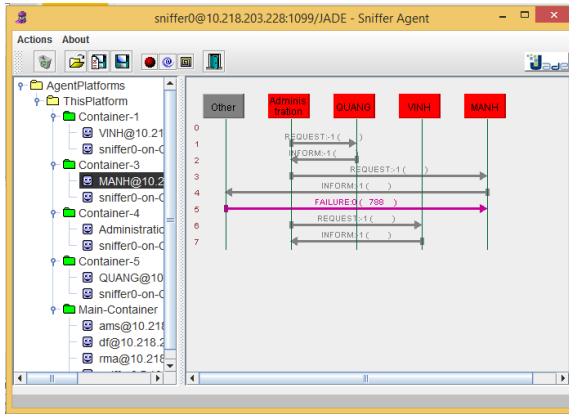 sniffer0@10.218.203.228:1099/JADE - Sniffer Agent
Actions About
Jade
AgentPlatforms
ThisPlatform
Container-1
VINH@10.21
sniffer0-on-C
Container-3
MANH@10.2
sniffer0-on-C
Container-4
Administratio
sniffer0-on-C
Container-5
QUANG@10
sniffer0-on-C
Main-Container
ams@10.218
df@10.218.2
rma@10.218
Other
Adminis
tration
QUANG
VINH
MANH
0
1
REQUEST:-1 ( )
2
INFORM:-1 ( )
3
REQUEST:-1 ( )
4
INFORM:-1 ( )
5
FAILURE:0 ( 788 )
6
REQUEST:-1 ( )
7
INFORM:-1 ( )